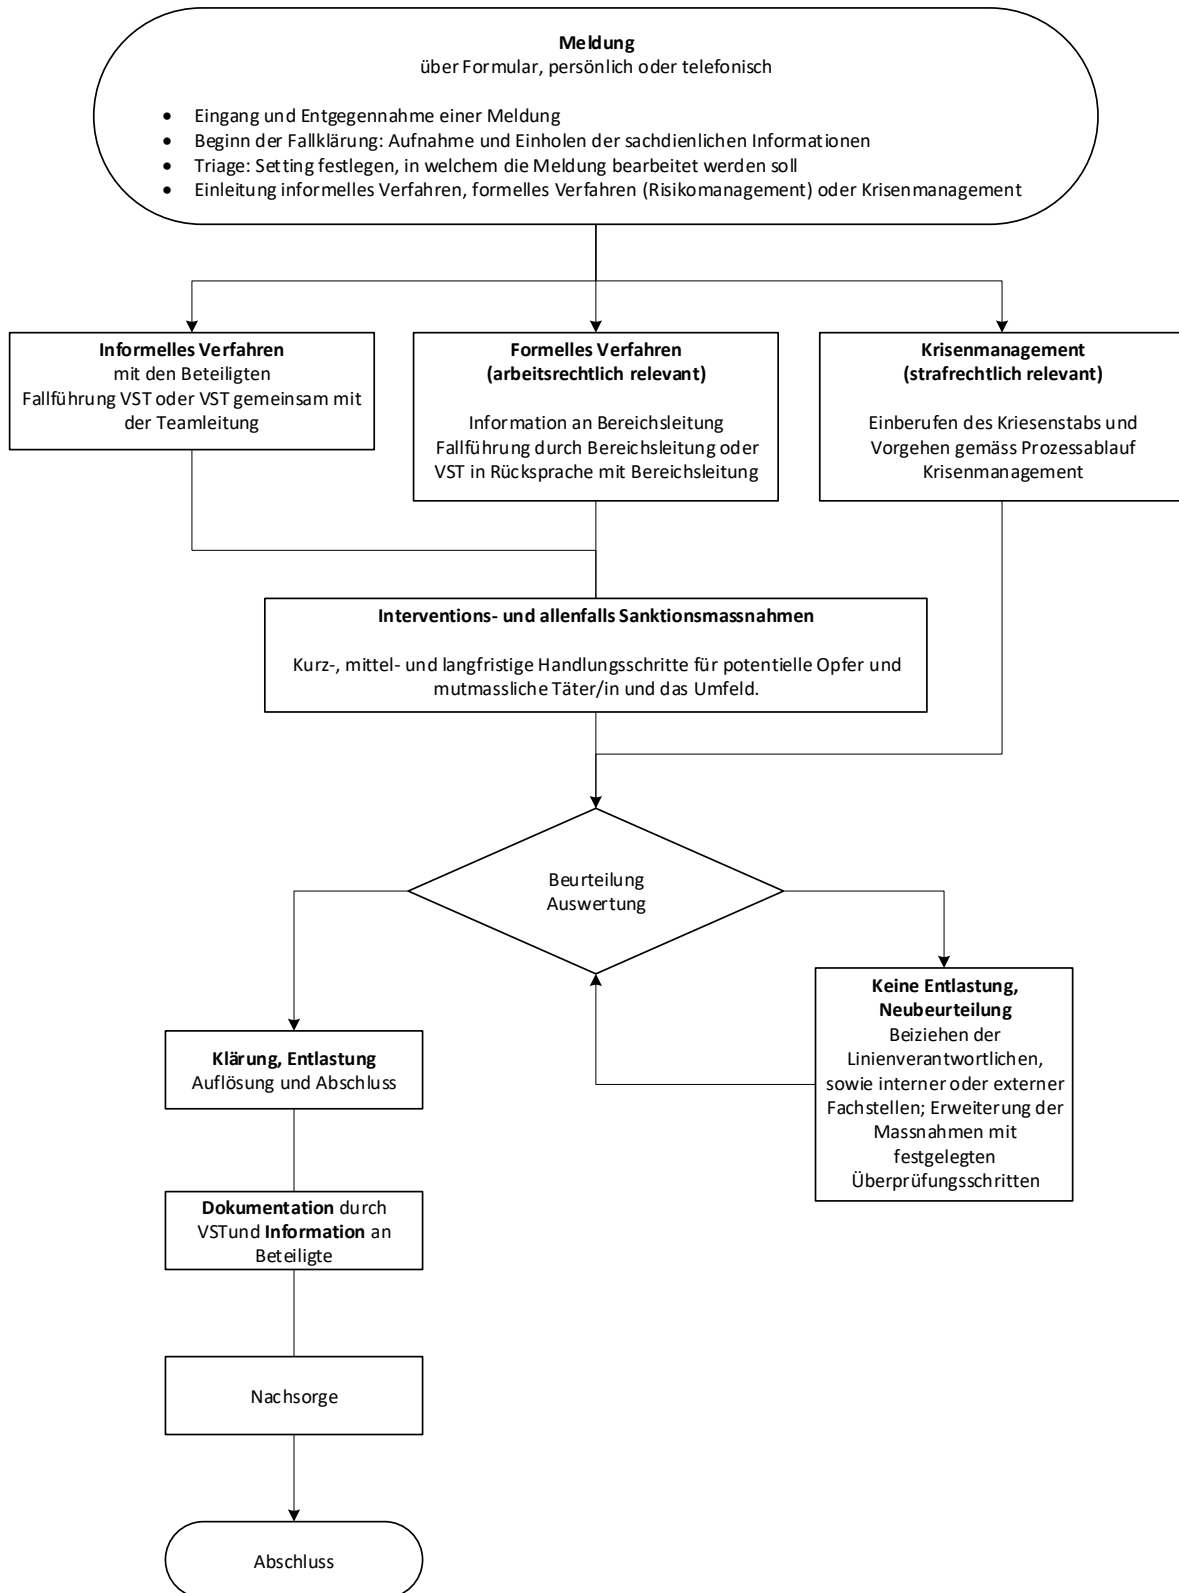 Meldung
über Formular, persönlich oder telefonisch
• Eingang und Entgegennahme einer Meldung
• Beginn der Fallklärung: Aufnahme und Einholen der sachdienlichen Informationen
• Triage: Setting festlegen, in welchem die Meldung bearbeitet werden soll
• Einleitung informelles Verfahren, formelles Verfahren (Risikomanagement) oder Krisenmanagement
Informelles Verfahren
mit den Beteiligten
Fallführung VST oder VST gemeinsam mit
der Teamleitung
Formelles Verfahren
(arbeitsrechtlich relevant)
Information an Bereichsleitung
Fallführung durch Bereichsleitung oder
VST in Rücksprache mit Bereichsleitung
Krisenmanagement
(strafrechtlich relevant)
Einberufen des Kriesenstabs und
Vorgehen gemäss Prozessablauf
Krisenmanagement
Interventions- und allenfalls Sanktionsmassnahmen
Kurz-, mittel- und langfristige Handlungsschritte für potentielle Opfer und
mutmassliche Täter/in und das Umfeld.
Beurteilung
Auswertung
Keine Entlastung,
Neubeurteilung
Beiziehen der
Linienverantwortlichen,
sowie interner oder externer
Fachstellen; Erweiterung der
Massnahmen mit
festgelegten
Überprüfungsschritten
Klärung, Entlastung
Auflösung und Abschluss
Dokumentation durch
VSTund Information an
Beteiligte
Nachsorge
Abschluss